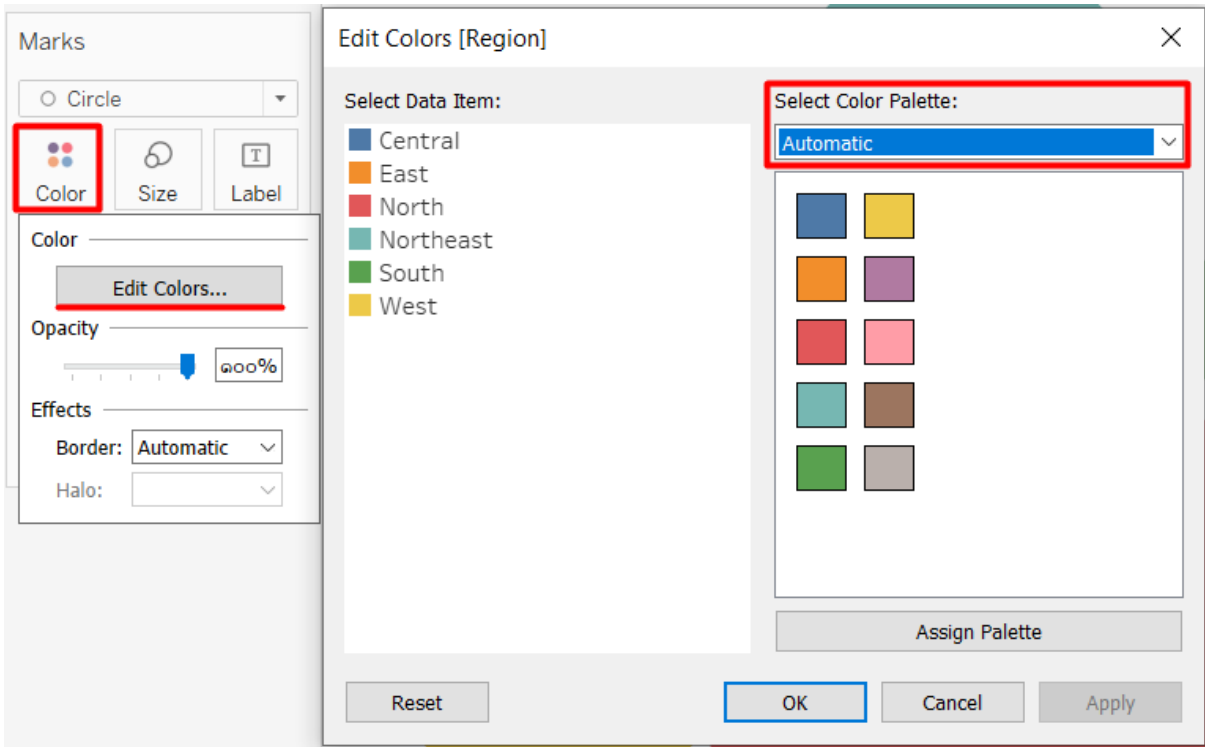 Marks
Circle
Color
Size
T
Label
Color
Edit Colors...
Opacity
๑๐๐%
Effects
Border: Automatic
Halo:
Edit Colors [Region]
Select Data Item:
Central
East
North
Northeast
South
West
Select Color Palette:
Automatic
Assign Palette
Reset
OK
Cancel
Apply